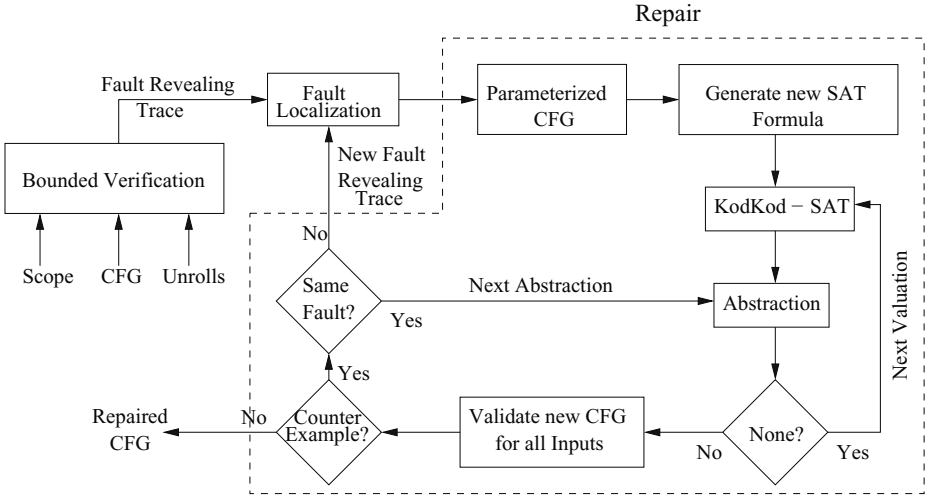 Repair
Fault Revealing
Trace
Fault
Localization
Parameterized
CFG
Generate new SAT
Formula
Bounded Verification
New Fault
Revealing
Trace
KodKod − SAT
Scope
CFG
Unrolls
No
Same
Fault?
Next Abstraction
Yes
Abstraction
Next Valuation
Yes
Repaired
CFG
No
Counter
Example?
Validate new CFG
for all Inputs
No
None?
Yes